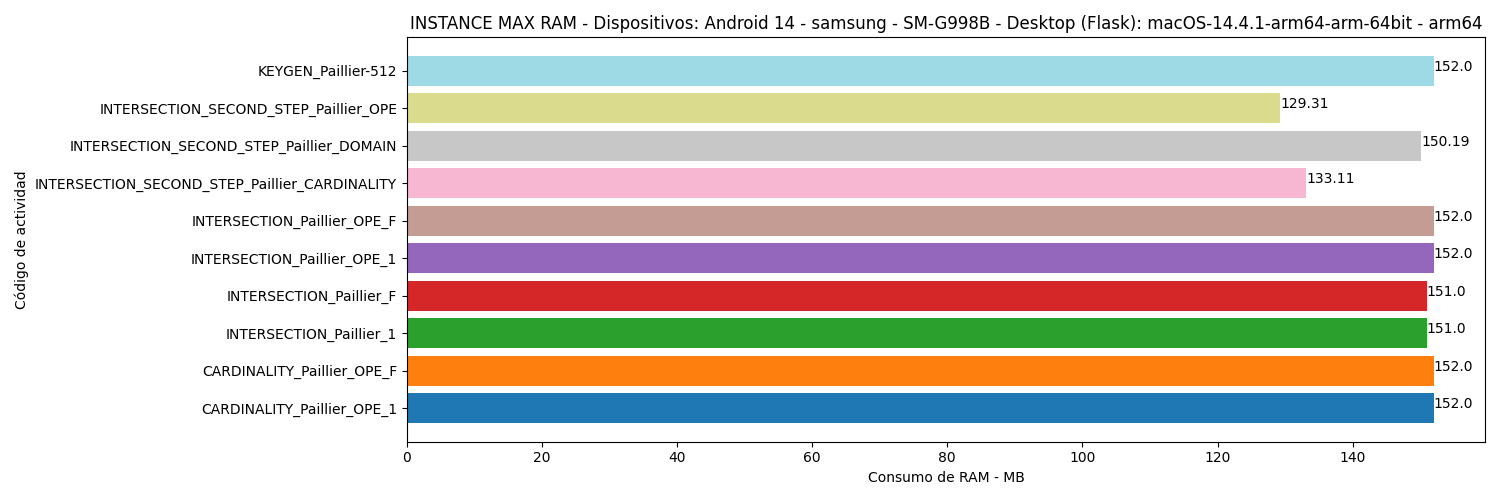 INSTANCE MAX RAM - Dispositivos: Android 14 - samsung - SM-G998B - Desktop (Flask): macOS-14.4.1-arm64-arm-64bit - arm64
Código de actividad
KEYGEN_Paillier-512 152.0
INTERSECTION_SECOND_STEP_Paillier_OPE 129.31
INTERSECTION_SECOND_STEP_Paillier_DOMAIN 150.19
INTERSECTION_SECOND_STEP_Paillier_CARDINALITY 133.11
INTERSECTION_Paillier_OPE_F 152.0
INTERSECTION_Paillier_OPE_1 152.0
INTERSECTION_Paillier_F 151.0
INTERSECTION_Paillier_1 151.0
CARDINALITY_Paillier_OPE_F 152.0
CARDINALITY_Paillier_OPE_1 152.0
0 20 40 60 80 100 120 140
Consumo de RAM - MB